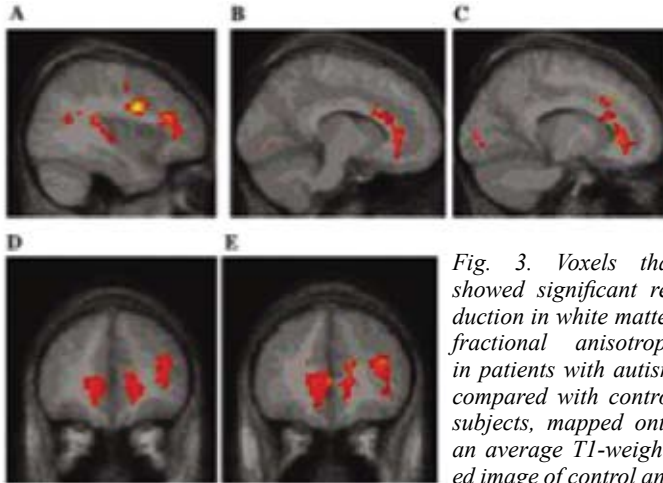 A
B
C
D
E
Fig. 3. Voxels tha
showed significant re
duction in white matte
fractional anisotrop
in patients with autis
compared with contro
subjects, mapped ont
an average T1-weigh
ed image of control an